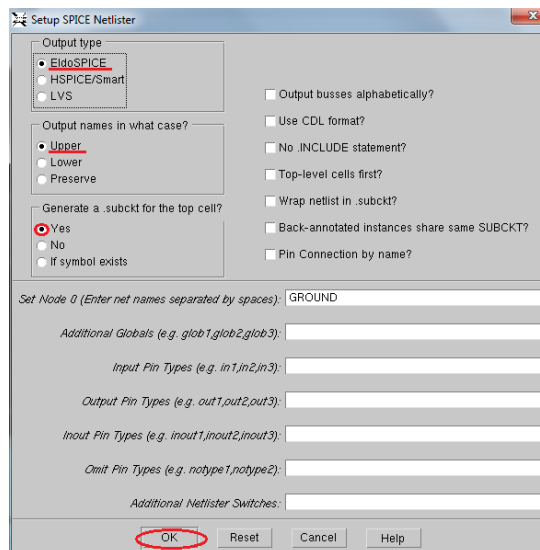 Setup SPICE Netlister
Output type
EldoSPICE
HSPICE/Smart
LVS
Output names in what case?
Upper
Lower
Preserve
Generate a .subckt for the top cell?
Yes
No
If symbol exists
Output busses alphabetically?
Use CDL format?
No .INCLUDE statement?
Top-level cells first?
Wrap netlist in .subckt?
Back-annotated instances share same SUBCKT?
Pin Connection by name?
Set Node 0 (Enter net names separated by spaces): GROUND
Additional Globals (e.g. glob1,glob2,glob3):
Input Pin Types (e.g. in1,in2,in3):
Output Pin Types (e.g. out1,out2,out3):
Inout Pin Types (e.g. inout1,inout2,inout3):
Omit Pin Types (e.g. notype1,notype2):
Additional Netlister Switches:
OK Reset Cancel Help